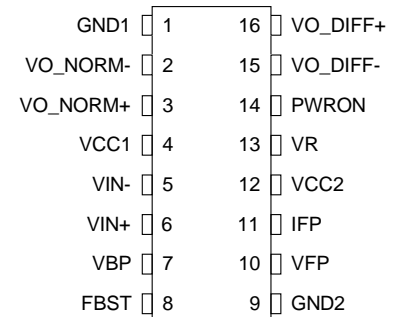 GND1 1 16 VO_DIFF+
VO_NORM- 2 15 VO_DIFF-
VO_NORM+ 3 14 PWRON
VCC1 4 13 VR
VIN- 5 12 VCC2
VIN+ 6 11 IFP
VBP 7 10 VFP
FBST 8 9 GND2